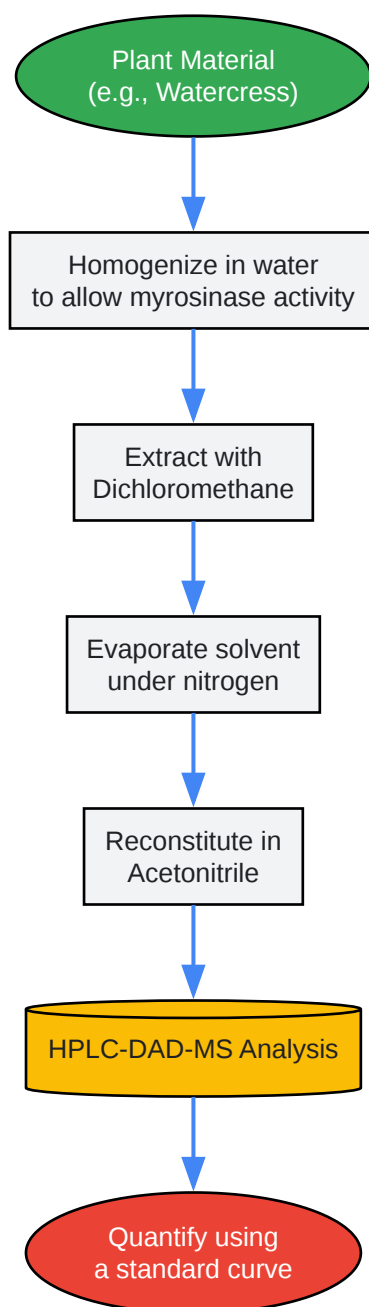 Plant Material
(e.g., Watercress)
Homogenize in water
to allow myrosinase activity
Extract with
Dichloromethane
Evaporate solvent
under nitrogen
Reconstitute in
Acetonitrile
HPLC-DAD-MS Analysis
Quantify using
a standard curve